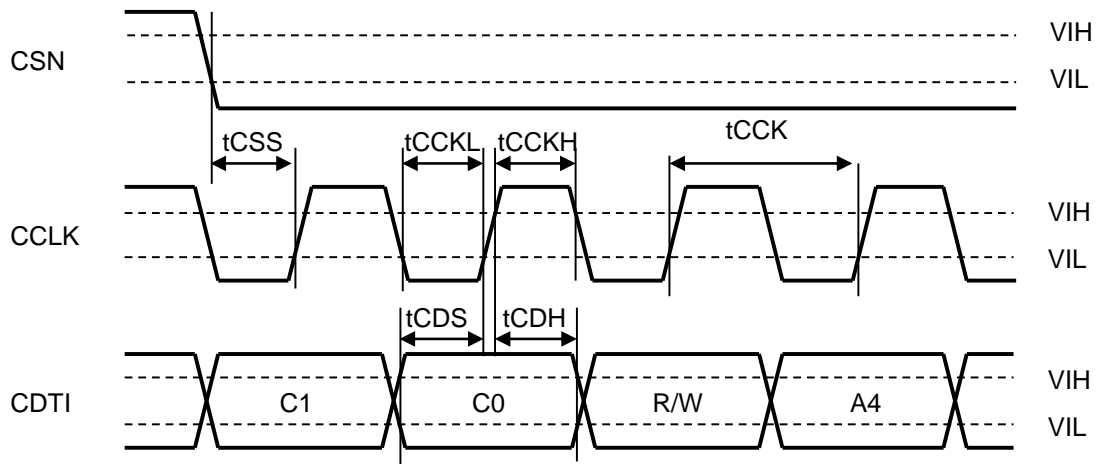 CSN
VIH
VIL
tCSS
tCCKL
tCCKH
tCCK
CCLK
VIH
VIL
tCDS
tCDH
CDTI
C1
C0
R/W
A4
VIH
VIL